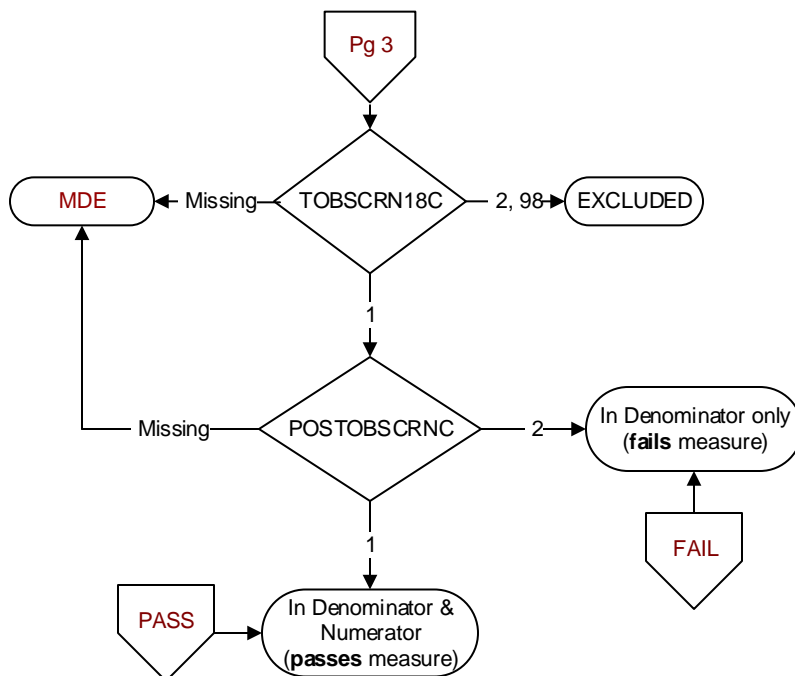 Pg 3
MDE
Missing
TOBSCRN18C
2, 98
EXCLUDED
1
Missing
POSTOBSCRNC
2
In Denominator only
(fails measure)
1
FAIL
PASS
In Denominator &
Numerator
(passes measure)